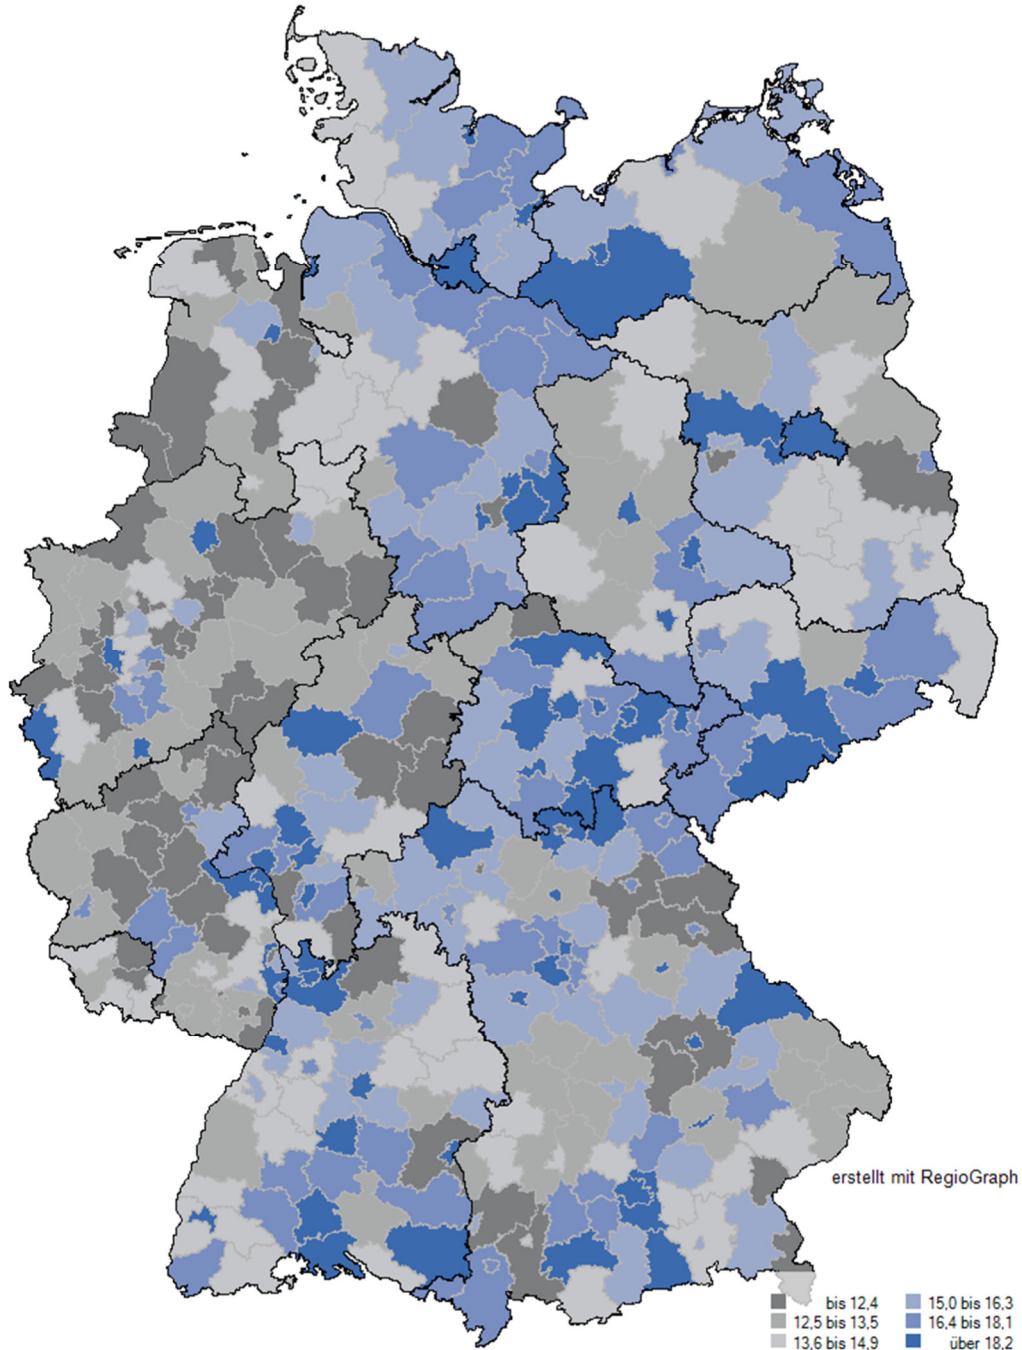 erstellt mit RegioGraph
bis 12,4
12,5 bis 13,5
13,6 bis 14,9
15,0 bis 16,3
16,4 bis 18,1
über 18,2